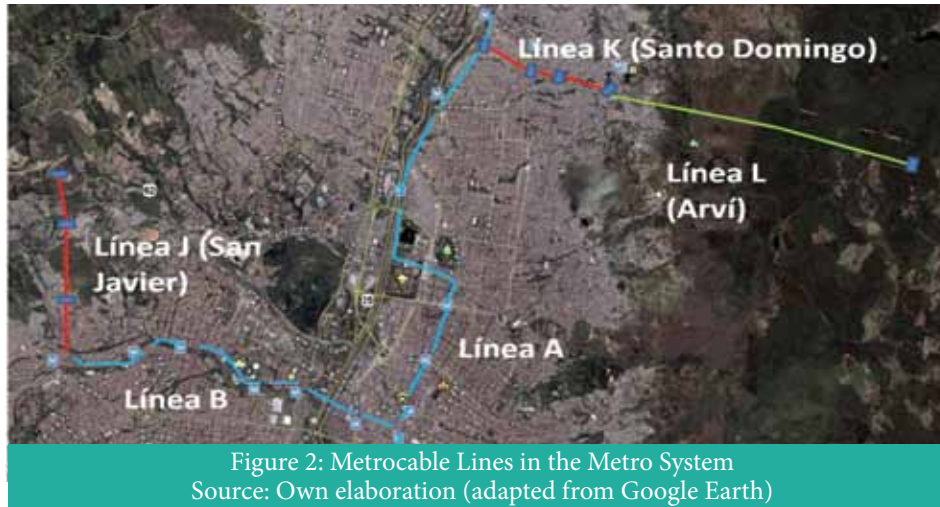 Línea K (Santo Domingo)
Línea L
(Arví)
Línea J (San
Javier)
Línea A
Línea B
Figure 2: Metrocable Lines in the Metro System
Source: Own elaboration (adapted from Google Earth)